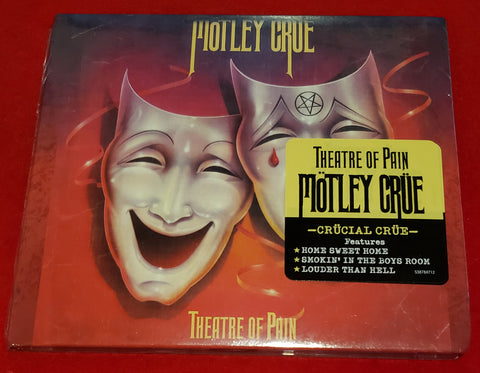 MÖTLEY CRÜE
THEATRE OF PAIN
MÖTLEY CRÜE
—CRÜCIAL CRÜE—
Features
★ HOME SWEET HOME
★ SMOKIN' IN THE BOYS ROOM
★ LOUDER THAN HELL
538784712
THEATRE OF PAIN